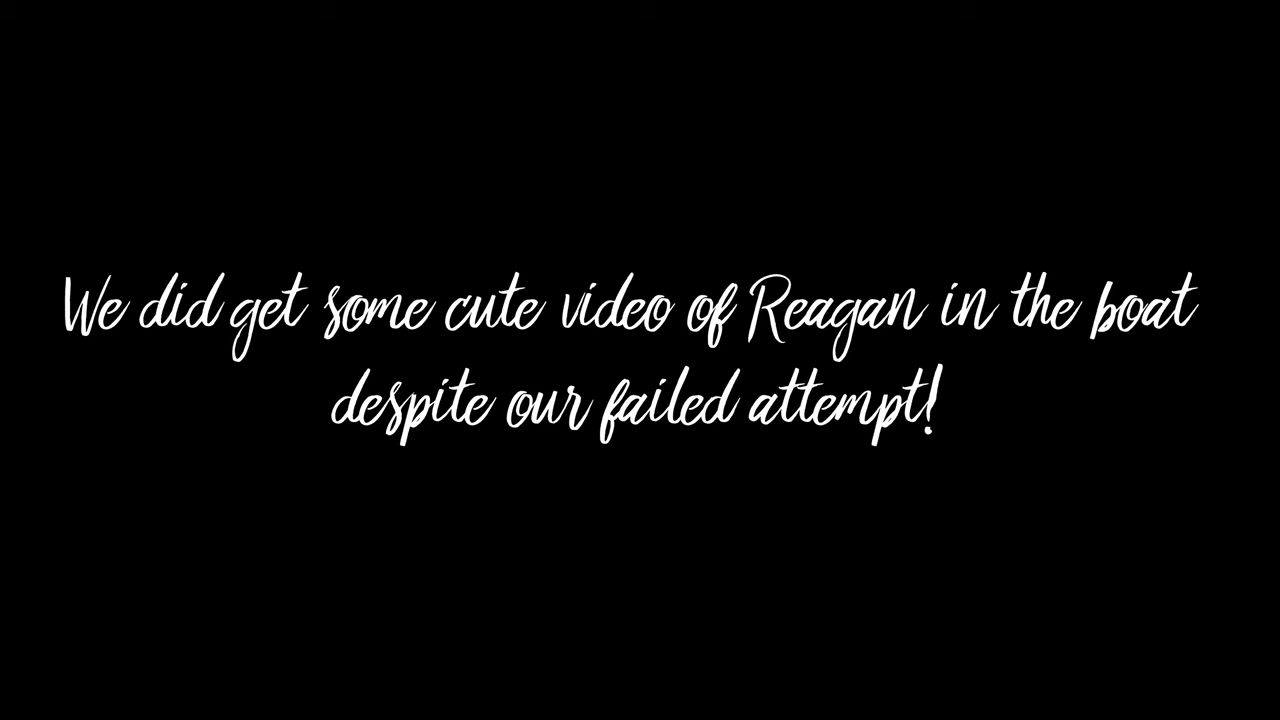 We did get some cute video of Reagan in the boat
despite our failed attempt!